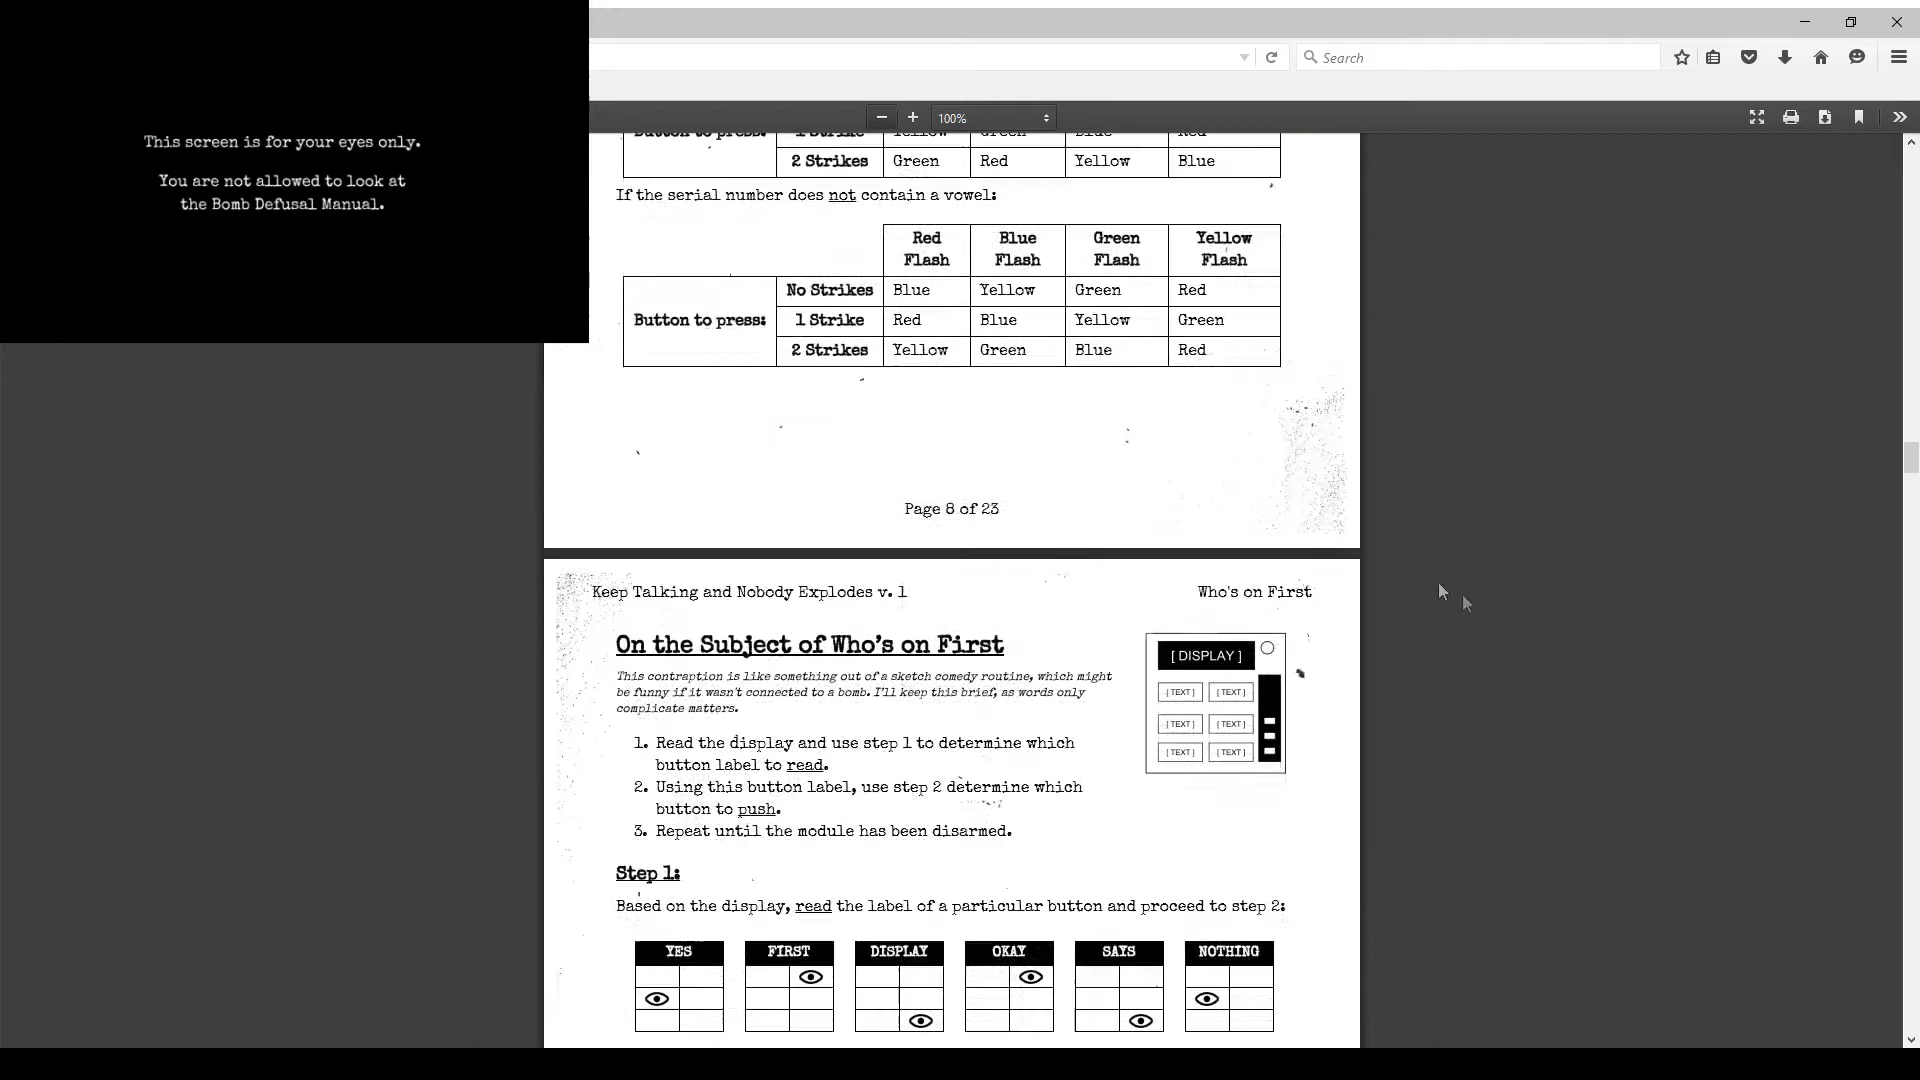 This screen is for your eyes only.
You are not allowed to look at
the Bomb Defusal Manual.
Search
100%
Button to press: 1 Strike Yellow Green Blue Red
2 Strikes Green Red Yellow Blue
If the serial number does not contain a vowel:
Red Flash Blue Flash Green Flash Yellow Flash
No Strikes Blue Yellow Green Red
Button to press: 1 Strike Red Blue Yellow Green
2 Strikes Yellow Green Blue Red
Page 8 of 23
Keep Talking and Nobody Explodes v. 1 Who's on First
On the Subject of Who's on First
This contraption is like something out of a sketch comedy routine, which might
be funny if it wasn't connected to a bomb. I'll keep this brief, as words only
complicate matters.
[ DISPLAY ]
[ TEXT ] [ TEXT ]
[ TEXT ] [ TEXT ]
[ TEXT ] [ TEXT ]
1. Read the display and use step 1 to determine which
button label to read.
2. Using this button label, use step 2 determine which
button to push.
3. Repeat until the module has been disarmed.
Step 1:
Based on the display, read the label of a particular button and proceed to step 2:
YES FIRST DISPLAY OKAY SAYS NOTHING